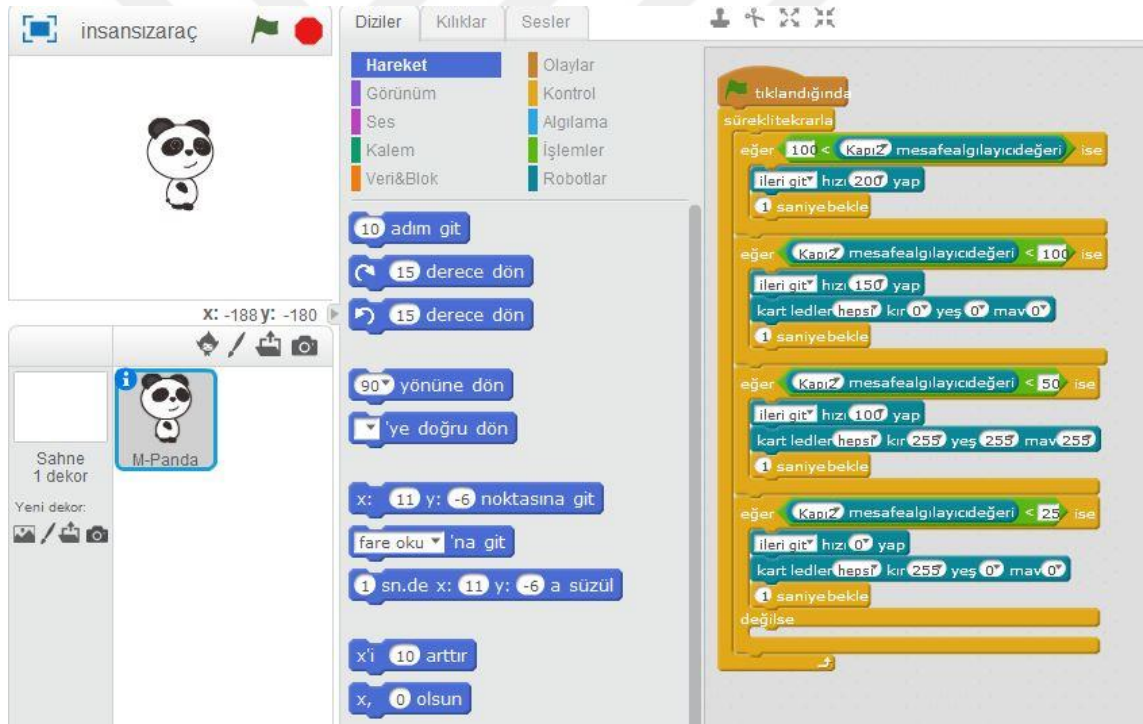 insansızaraç
x: -188 y: -180
Sahne
1 dekor
Yeni dekor:
M-Panda
Diziler Kılıklar Sesler
Hareket Olaylar
Görünüm Kontrol
Ses Algılama
Kalem İşlemler
Veri&Blok Robotlar
10 adım git
15 derece dön
15 derece dön
90 yönüne dön
'ye doğru dön
x: 11 y: -6 noktasına git
fare oku 'na git
1 sn.de x: 11 y: -6 a süzül
x'i 10 arttır
x, 0 olsun
tıklandığında
süreklitekrarla
eğer 100 < Kapı2 mesafealgılayıcıdeğeri ise
ileri git hızı 200 yap
1 saniyebekle
eğer Kapı2 mesafealgılayıcıdeğeri < 100 ise
ileri git hızı 150 yap
kart ledler hepsi kır 0 yeş 0 mav 0
1 saniyebekle
eğer Kapı2 mesafealgılayıcıdeğeri < 50 ise
ileri git hızı 100 yap
kart ledler hepsi kır 255 yeş 255 mav 255
1 saniyebekle
eğer Kapı2 mesafealgılayıcıdeğeri < 25 ise
ileri git hızı 0 yap
kart ledler hepsi kır 255 yeş 0 mav 0
1 saniyebekle
değilse